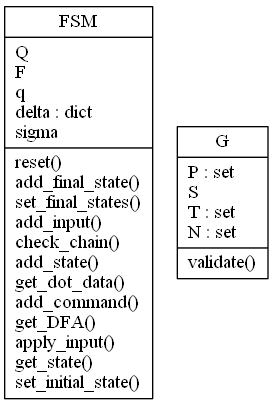 FSM
Q
F
q
delta : dict
sigma
reset()
add_final_state()
set_final_states()
add_input()
check_chain()
add_state()
get_dot_data()
add_command()
get_DFA()
apply_input()
get_state()
set_initial_state()
G
P : set
S
T : set
N : set
validate()